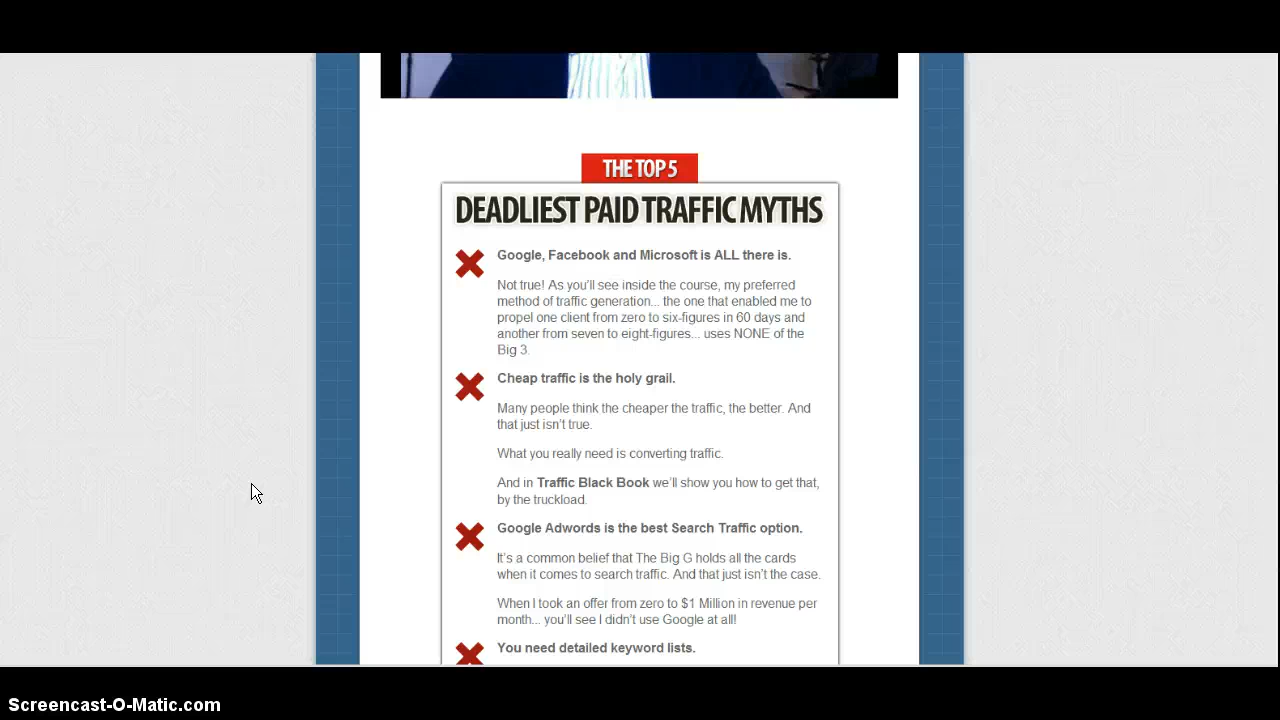 THE TOP 5
DEADLIEST PAID TRAFFIC MYTHS
Google, Facebook and Microsoft is ALL there is.
Not true! As you'll see inside the course, my preferred
method of traffic generation... the one that enabled me to
propel one client from zero to six-figures in 60 days and
another from seven to eight-figures... uses NONE of the
Big 3.
Cheap traffic is the holy grail.
Many people think the cheaper the traffic, the better. And
that just isn't true.
What you really need is converting traffic.
And in Traffic Black Book we'll show you how to get that,
by the truckload.
Google Adwords is the best Search Traffic option.
It's a common belief that The Big G holds all the cards
when it comes to search traffic. And that just isn't the case.
When I took an offer from zero to $1 Million in revenue per
month... you'll see I didn't use Google at all!
You need detailed keyword lists.
Screencast-O-Matic.com